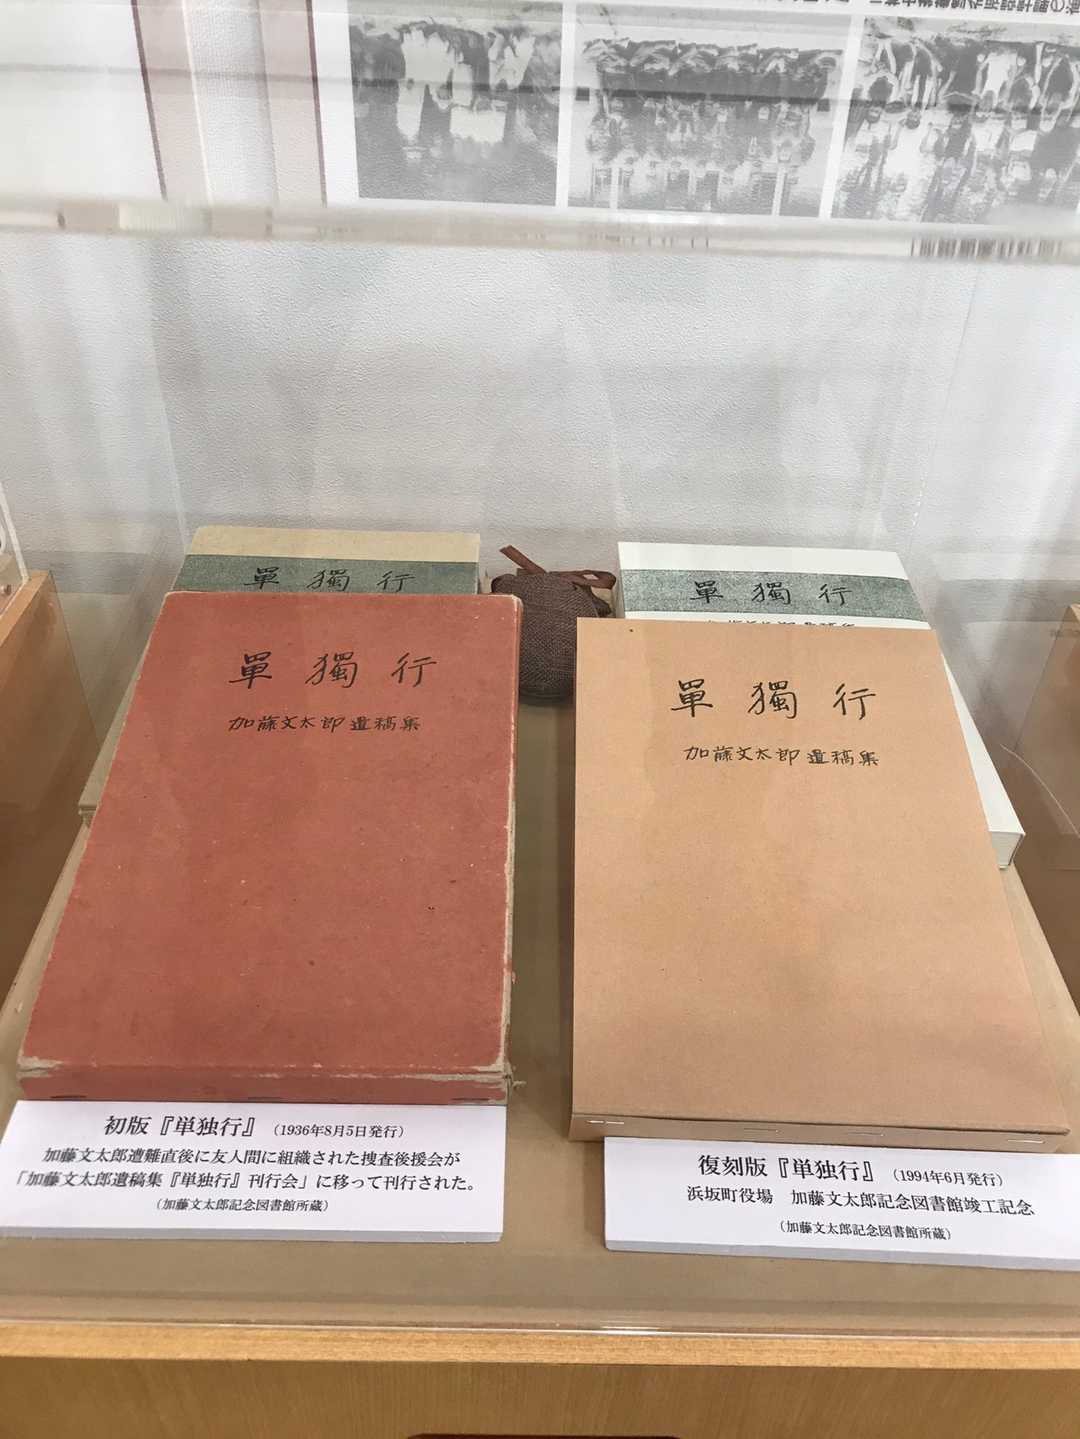 單獨行
單獨行
單獨行
加藤文太郎遺稿集
單獨行
加藤文太郎遺稿集
初版『単独行』（1936年8月5日発行）
加藤文太郎遭難直後に友人間に組織された捜査後援会が
「加藤文太郎遺稿集『単独行』刊行会」に移って刊行された。
（加藤文太郎記念図書館所蔵）
復刻版『単独行』（1994年6月発行）
浜坂町役場　加藤文太郎記念図書館竣工記念
（加藤文太郎記念図書館所蔵）